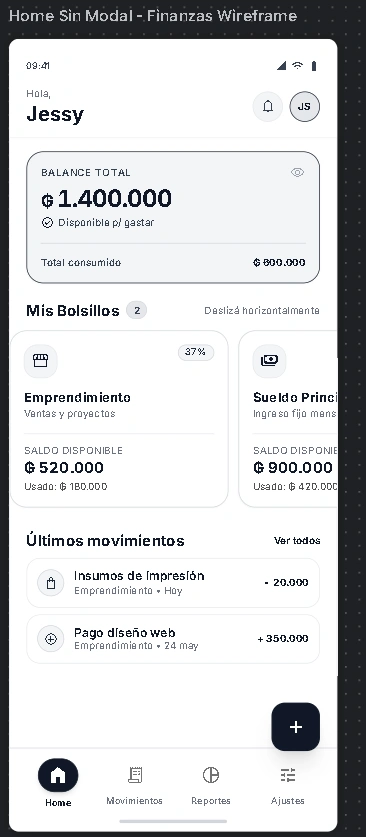 Home Sin Modal - Finanzas Wireframe
09:41
Hola,
Jessy
JS
BALANCE TOTAL
₲ 1.400.000
Disponible p/ gastar
Total consumido ₲ 600.000
Mis Bolsillos 2 Deslizá horizontalmente
37%
Emprendimiento
Ventas y proyectos
SALDO DISPONIBLE
₲ 520.000
Usado: ₲ 180.000
Sueldo Princi
Ingreso fijo mens
SALDO DISPONIE
₲ 900.000
Usado: ₲ 420.000
Últimos movimientos Ver todos
Insumos de impresión - 20.000
Emprendimiento • Hoy
Pago diseño web + 350.000
Emprendimiento • 24 may
Home Movimientos Reportes Ajustes